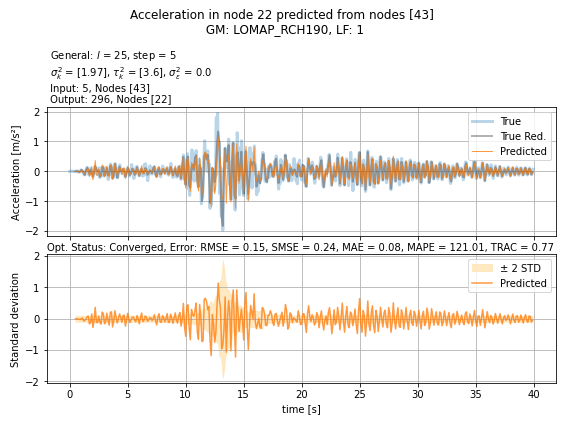 Acceleration in node 22 predicted from nodes [43]
GM: LOMAP_RCH190, LF: 1
General: l = 25, step = 5
σ²ₖ = [1.97], τ²ₖ = [3.6], σ²ε = 0.0
Input: 5, Nodes [43]
Output: 296, Nodes [22]
2
1
0
−1
−2
Acceleration [m/s²]
True
True Red.
Predicted
Opt. Status: Converged, Error: RMSE = 0.15, SMSE = 0.24, MAE = 0.08, MAPE = 121.01, TRAC = 0.77
2
1
0
−1
−2
Standard deviation
± 2 STD
Predicted
0 5 10 15 20 25 30 35 40
time [s]